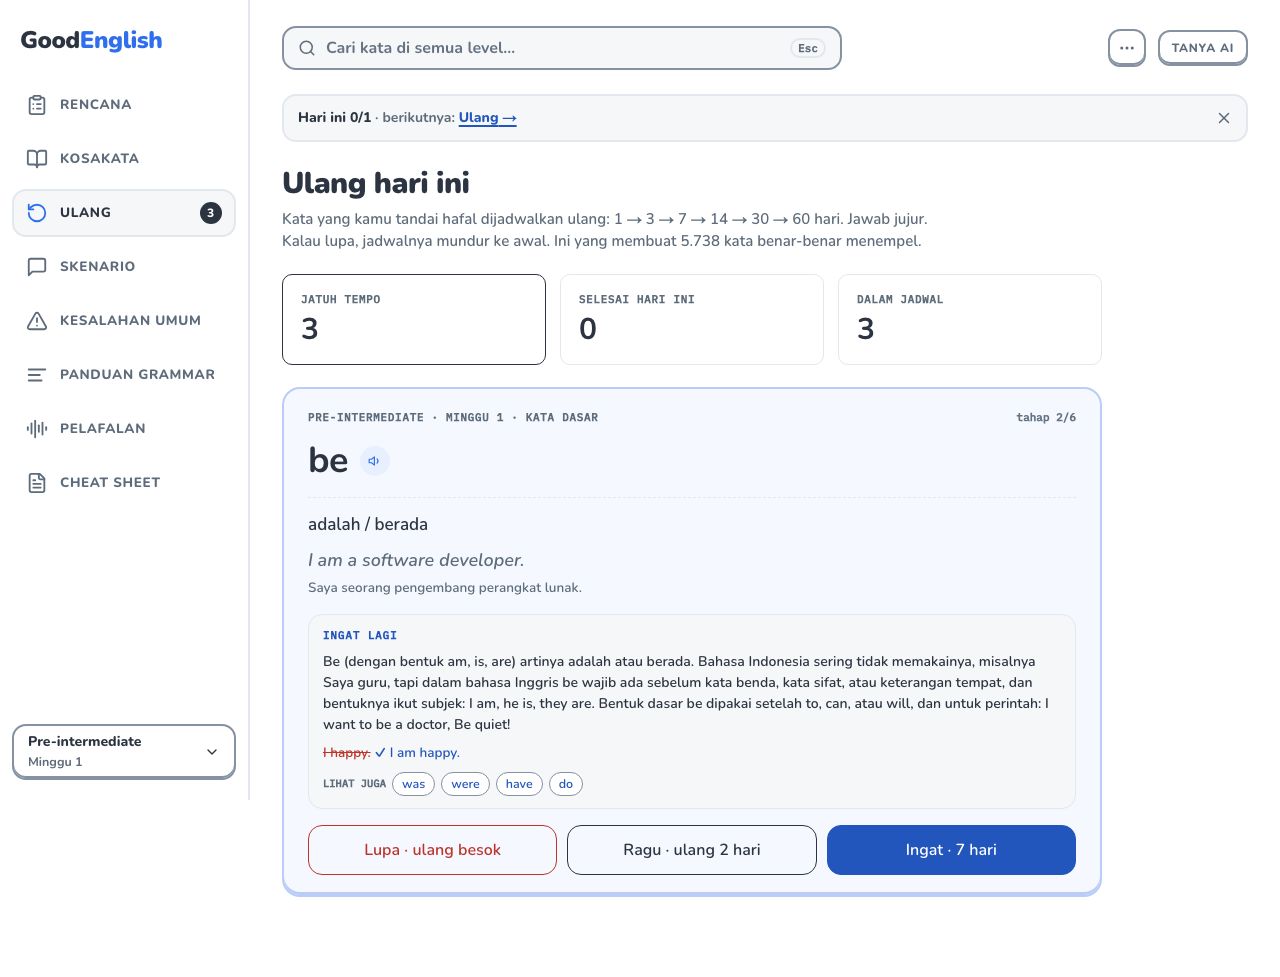 GoodEnglish
Cari kata di semua level...
Esc
TANYA AI
RENCANA
KOSAKATA
ULANG
3
SKENARIO
KESALAHAN UMUM
PANDUAN GRAMMAR
PELAFALAN
CHEAT SHEET
Pre-intermediate
Minggu 1
Hari ini 0/1 · berikutnya: Ulang →
Ulang hari ini
Kata yang kamu tandai hafal dijadwalkan ulang: 1 → 3 → 7 → 14 → 30 → 60 hari. Jawab jujur.
Kalau lupa, jadwalnya mundur ke awal. Ini yang membuat 5.738 kata benar-benar menempel.
JATUH TEMPO
3
SELESAI HARI INI
0
DALAM JADWAL
3
PRE-INTERMEDIATE · MINGGU 1 · KATA DASAR
tahap 2/6
be
adalah / berada
I am a software developer.
Saya seorang pengembang perangkat lunak.
INGAT LAGI
Be (dengan bentuk am, is, are) artinya adalah atau berada. Bahasa Indonesia sering tidak memakainya, misalnya
Saya guru, tapi dalam bahasa Inggris be wajib ada sebelum kata benda, kata sifat, atau keterangan tempat, dan
bentuknya ikut subjek: I am, he is, they are. Bentuk dasar be dipakai setelah to, can, atau will, dan untuk perintah: I
want to be a doctor, Be quiet!
I happy. ✓ I am happy.
LIHAT JUGA was were have do
Lupa · ulang besok
Ragu · ulang 2 hari
Ingat · 7 hari